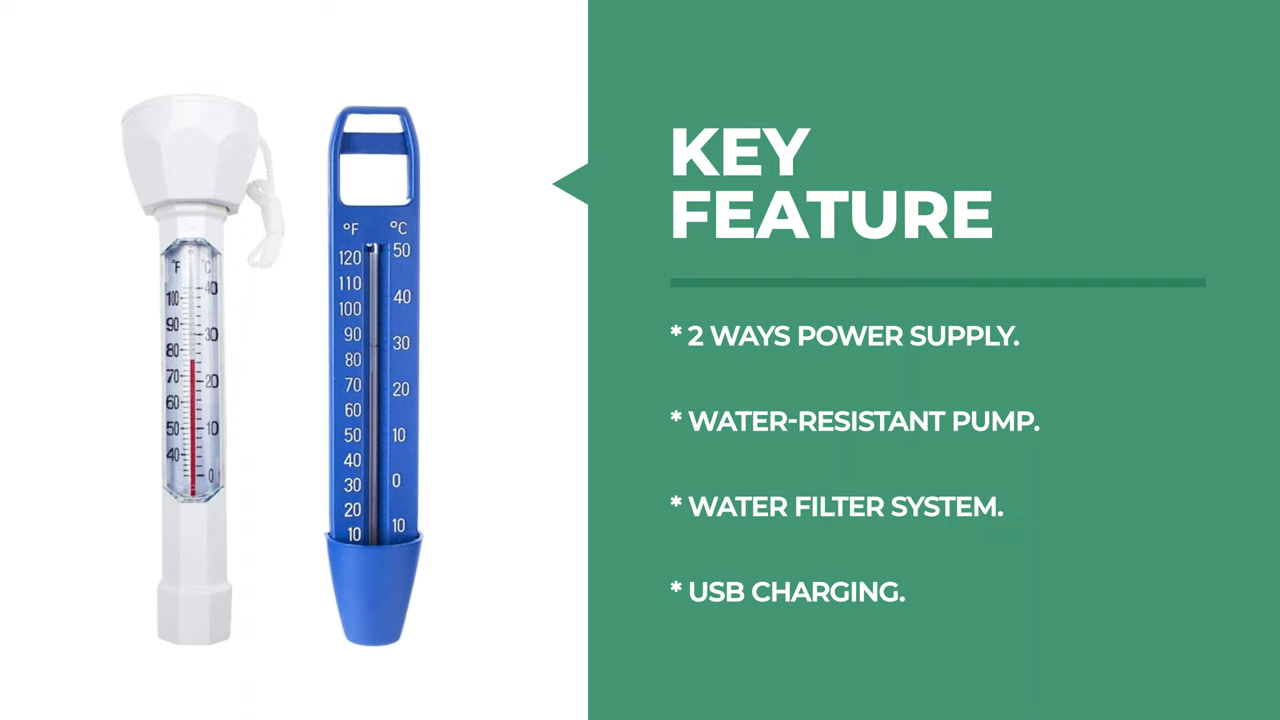 °F °C
100 40
90 30
80
70 20
60
50 10
40
0
°F °C
120 50
110
100 40
90
80 30
70
60 20
50 10
40
30 0
20
10 10
KEY
FEATURE
* 2 WAYS POWER SUPPLY.
* WATER-RESISTANT PUMP.
* WATER FILTER SYSTEM.
* USB CHARGING.